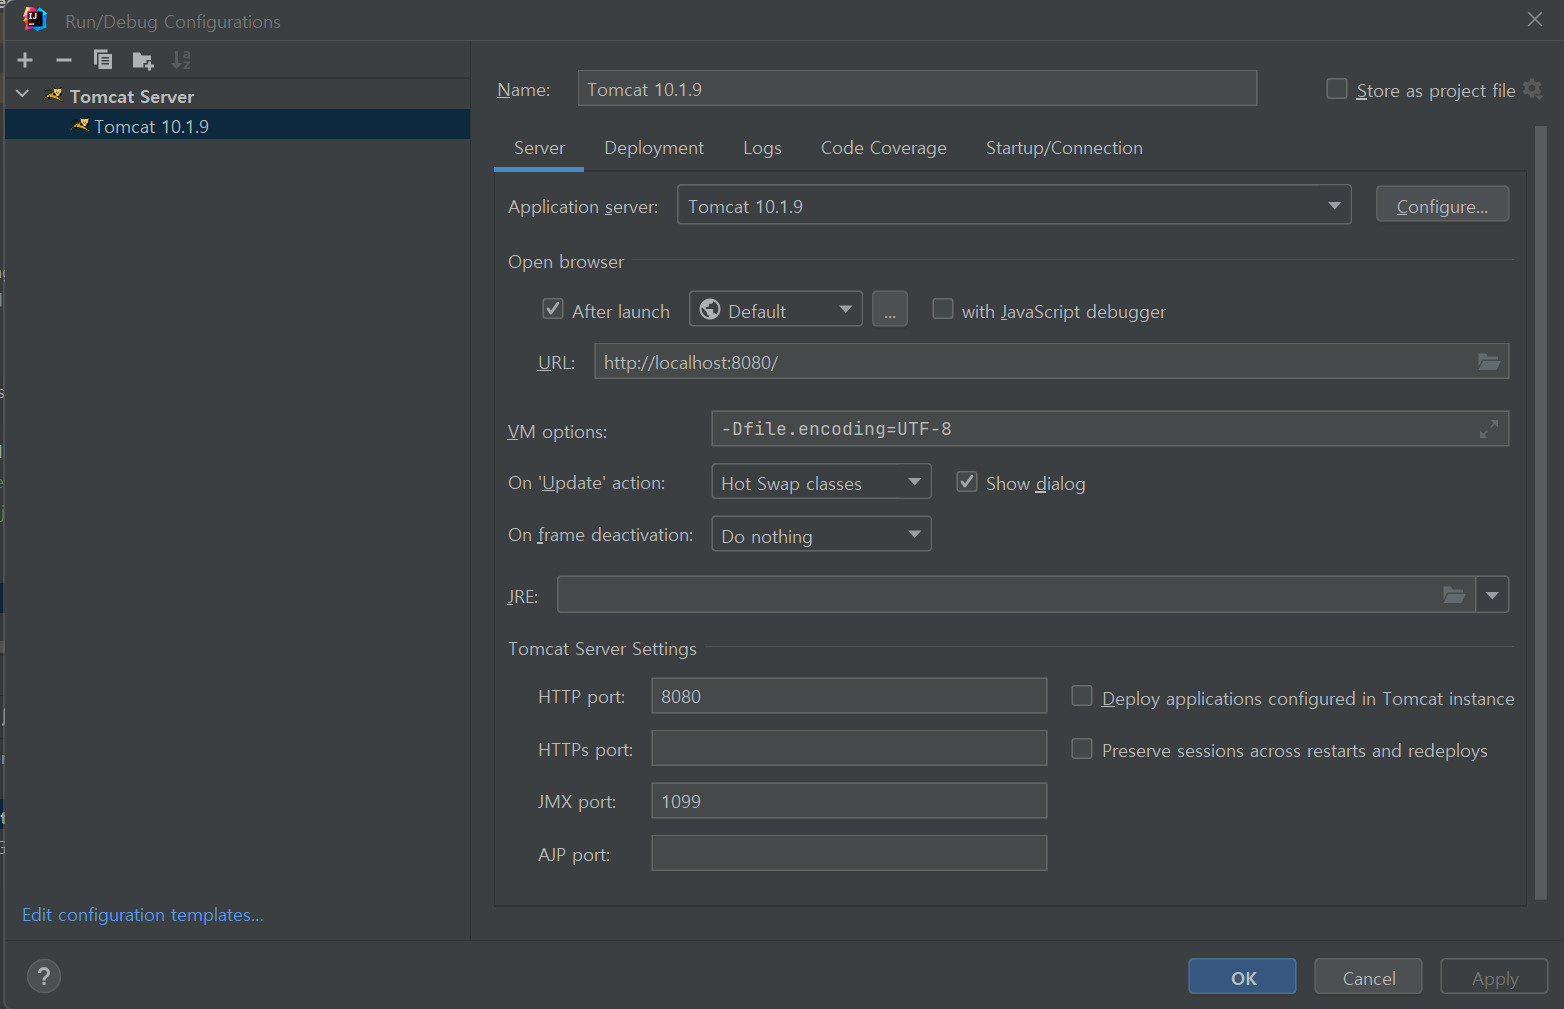 Run/Debug Configurations
Tomcat Server
Tomcat 10.1.9
Edit configuration templates...
Name: Tomcat 10.1.9 Store as project file
Server Deployment Logs Code Coverage Startup/Connection
Application server: Tomcat 10.1.9 Configure...
Open browser
After launch Default ... with JavaScript debugger
URL: http://localhost:8080/
VM options: -Dfile.encoding=UTF-8
On 'Update' action: Hot Swap classes Show dialog
On frame deactivation: Do nothing
JRE:
Tomcat Server Settings
HTTP port: 8080 Deploy applications configured in Tomcat instance
HTTPs port: Preserve sessions across restarts and redeploys
JMX port: 1099
AJP port:
? OK Cancel Apply